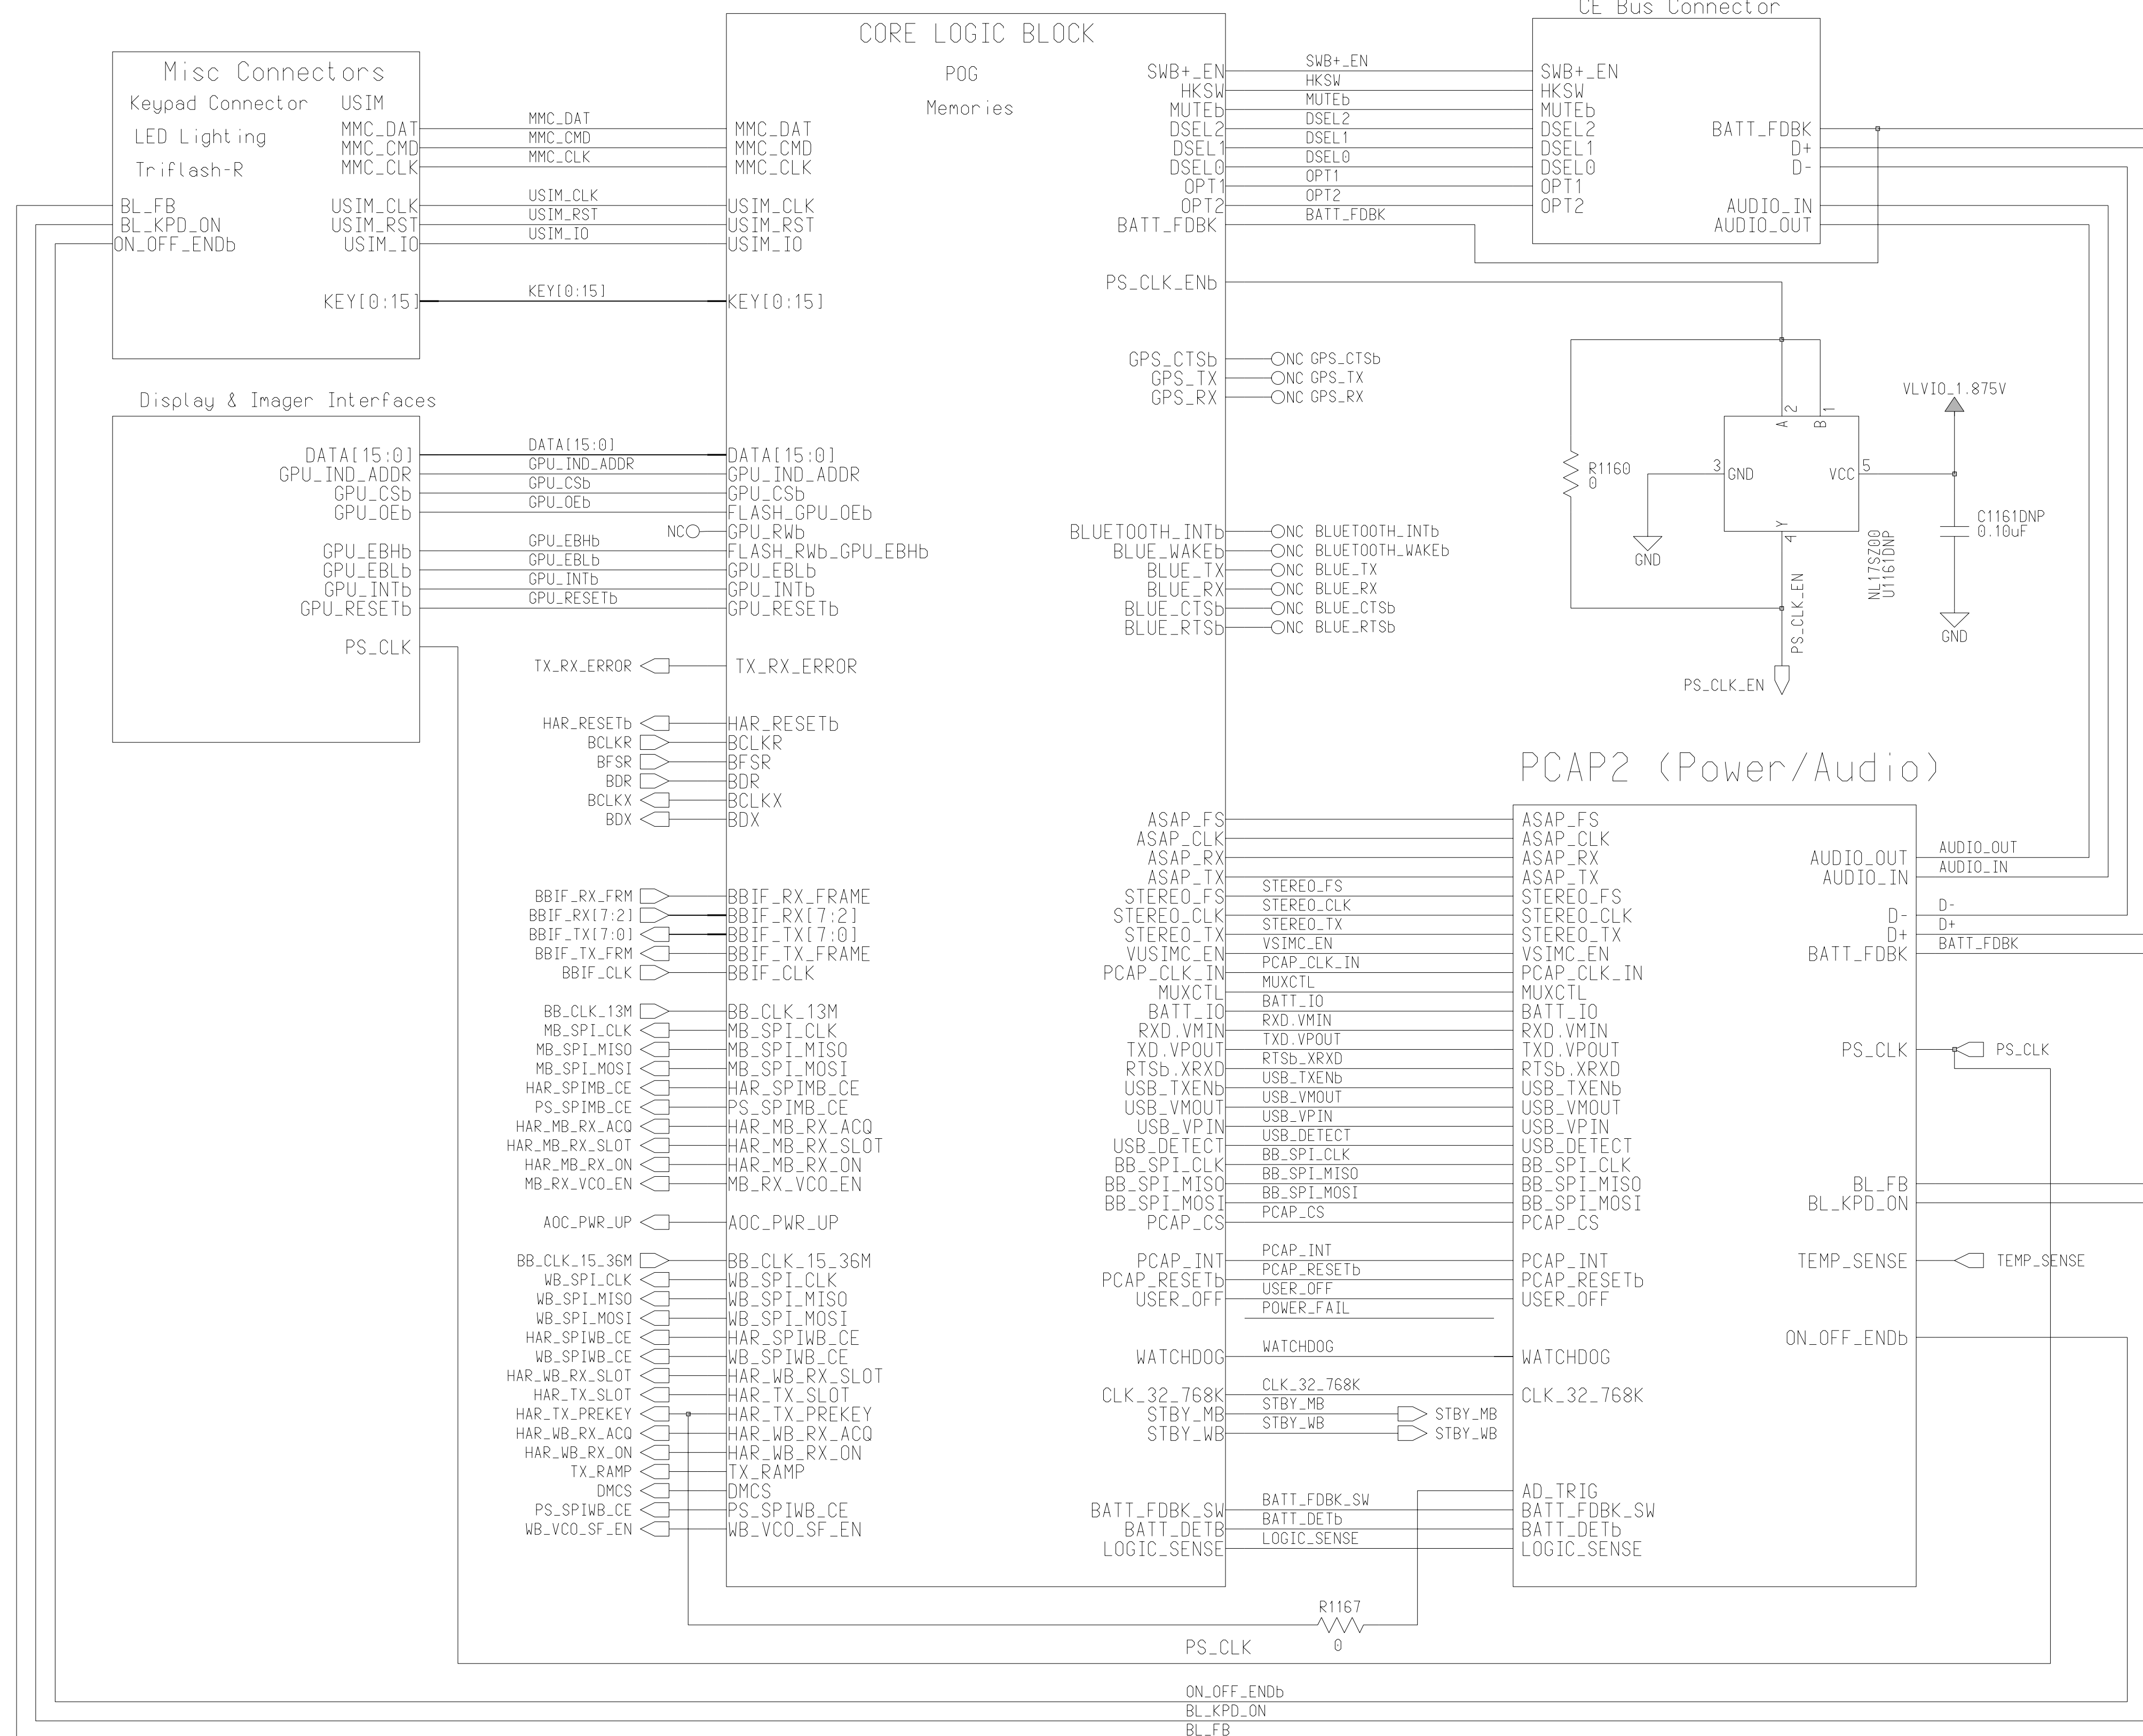 CE Bus Connector
CORE LOGIC BLOCK
POG
Memories
Misc Connectors
Keypad Connector USIM
LED Lighting
Triflash-R
MMC_DAT
MMC_CMD
MMC_CLK
BL_FB
BL_KPD_ON
ON_OFF_ENDb
USIM_CLK
USIM_RST
USIM_IO
KEY[0:15]
MMC_DAT
MMC_CMD
MMC_CLK
USIM_CLK
USIM_RST
USIM_IO
KEY[0:15]
MMC_DAT
MMC_CMD
MMC_CLK
USIM_CLK
USIM_RST
USIM_IO
KEY[0:15]
SWB+_EN
HKSW
MUTEb
DSEL2
DSEL1
DSEL0
OPT1
OPT2
BATT_FDBK
PS_CLK_ENb
SWB+_EN
HKSW
MUTEb
DSEL2
DSEL1
DSEL0
OPT1
OPT2
BATT_FDBK
SWB+_EN
HKSW
MUTEb
DSEL2
DSEL1
DSEL0
OPT1
OPT2
BATT_FDBK
D+
D-
AUDIO_IN
AUDIO_OUT
GPS_CTSb
GPS_TX
GPS_RX
NC GPS_CTSb
NC GPS_TX
NC GPS_RX
Display & Imager Interfaces
DATA[15:0]
GPU_IND_ADDR
GPU_CSb
GPU_OEb
GPU_EBHb
GPU_EBLb
GPU_INTb
GPU_RESETb
PS_CLK
DATA[15:0]
GPU_IND_ADDR
GPU_CSb
GPU_OEb
NC
GPU_EBHb
GPU_EBLb
GPU_INTb
GPU_RESETb
DATA[15:0]
GPU_IND_ADDR
GPU_CSb
FLASH_GPU_OEb
GPU_RWb
FLASH_RWb_GPU_EBHb
GPU_EBLb
GPU_INTb
GPU_RESETb
BLUETOOTH_INTb
BLUE_WAKEb
BLUE_TX
BLUE_RX
BLUE_CTSb
BLUE_RTSb
NC BLUETOOTH_INTb
NC BLUETOOTH_WAKEb
NC BLUE_TX
NC BLUE_RX
NC BLUE_CTSb
NC BLUE_RTSb
R1160
0
A
2
B
1
3
GND
VCC
5
Y
4
GND
NL17SZ00
U1161DNP
PS_CLK_EN
PS_CLK_EN
VLVIO_1.875V
C1161DNP
0.10uF
GND
TX_RX_ERROR
HAR_RESETb
BCLKR
BFSR
BDR
BCLKX
BDX
BBIF_RX_FRM
BBIF_RX[7:2]
BBIF_TX[7:0]
BBIF_TX_FRM
BBIF_CLK
BB_CLK_13M
MB_SPI_CLK
MB_SPI_MISO
MB_SPI_MOSI
HAR_SPIMB_CE
PS_SPIMB_CE
HAR_MB_RX_ACQ
HAR_MB_RX_SLOT
HAR_MB_RX_ON
MB_RX_VCO_EN
AOC_PWR_UP
BB_CLK_15_36M
WB_SPI_CLK
WB_SPI_MISO
WB_SPI_MOSI
HAR_SPIWB_CE
WB_SPIWB_CE
HAR_WB_RX_SLOT
HAR_TX_SLOT
HAR_TX_PREKEY
HAR_WB_RX_ACQ
HAR_WB_RX_ON
TX_RAMP
DMCS
PS_SPIWB_CE
WB_VCO_SF_EN
TX_RX_ERROR
HAR_RESETb
BCLKR
BFSR
BDR
BCLKX
BDX
BBIF_RX_FRAME
BBIF_RX[7:2]
BBIF_TX[7:0]
BBIF_TX_FRAME
BBIF_CLK
BB_CLK_13M
MB_SPI_CLK
MB_SPI_MISO
MB_SPI_MOSI
HAR_SPIMB_CE
PS_SPIMB_CE
HAR_MB_RX_ACQ
HAR_MB_RX_SLOT
HAR_MB_RX_ON
MB_RX_VCO_EN
AOC_PWR_UP
BB_CLK_15_36M
WB_SPI_CLK
WB_SPI_MISO
WB_SPI_MOSI
HAR_SPIWB_CE
WB_SPIWB_CE
HAR_WB_RX_SLOT
HAR_TX_SLOT
HAR_TX_PREKEY
HAR_WB_RX_ACQ
HAR_WB_RX_ON
TX_RAMP
DMCS
PS_SPIWB_CE
WB_VCO_SF_EN
PCAP2 (Power/Audio)
ASAP_FS
ASAP_CLK
ASAP_RX
ASAP_TX
STEREO_FS
STEREO_CLK
STEREO_TX
VUSIMC_EN
PCAP_CLK_IN
MUXCTL
BATT_IO
RXD.VMIN
TXD.VPOUT
RTSb.XRXD
USB_TXENb
USB_VMOUT
USB_VPIN
USB_DETECT
BB_SPI_CLK
BB_SPI_MISO
BB_SPI_MOSI
PCAP_CS
PCAP_INT
PCAP_RESETb
USER_OFF
WATCHDOG
CLK_32_768K
STBY_MB
STBY_WB
BATT_FDBK_SW
BATT_DETB
LOGIC_SENSE
STEREO_FS
STEREO_CLK
STEREO_TX
VSIMC_EN
PCAP_CLK_IN
MUXCTL
BATT_IO
RXD.VMIN
TXD.VPOUT
RTSb_XRXD
USB_TXENb
USB_VMOUT
USB_VPIN
USB_DETECT
BB_SPI_CLK
BB_SPI_MISO
BB_SPI_MOSI
PCAP_CS
PCAP_INT
PCAP_RESETb
USER_OFF
POWER_FAIL
WATCHDOG
CLK_32_768K
STBY_MB
STBY_WB
STBY_MB
STBY_WB
BATT_FDBK_SW
BATT_DETb
LOGIC_SENSE
ASAP_FS
ASAP_CLK
ASAP_RX
ASAP_TX
STEREO_FS
STEREO_CLK
STEREO_TX
VSIMC_EN
PCAP_CLK_IN
MUXCTL
BATT_IO
RXD.VMIN
TXD.VPOUT
RTSb.XRXD
USB_TXENb
USB_VMOUT
USB_VPIN
USB_DETECT
BB_SPI_CLK
BB_SPI_MISO
BB_SPI_MOSI
PCAP_CS
PCAP_INT
PCAP_RESETb
USER_OFF
WATCHDOG
CLK_32_768K
AD_TRIG
BATT_FDBK_SW
BATT_DETb
LOGIC_SENSE
AUDIO_OUT
AUDIO_IN
D-
D+
BATT_FDBK
PS_CLK
BL_FB
BL_KPD_ON
TEMP_SENSE
ON_OFF_ENDb
AUDIO_OUT
AUDIO_IN
D-
D+
BATT_FDBK
PS_CLK
TEMP_SENSE
R1167
0
PS_CLK
ON_OFF_ENDb
BL_KPD_ON
BL_FB